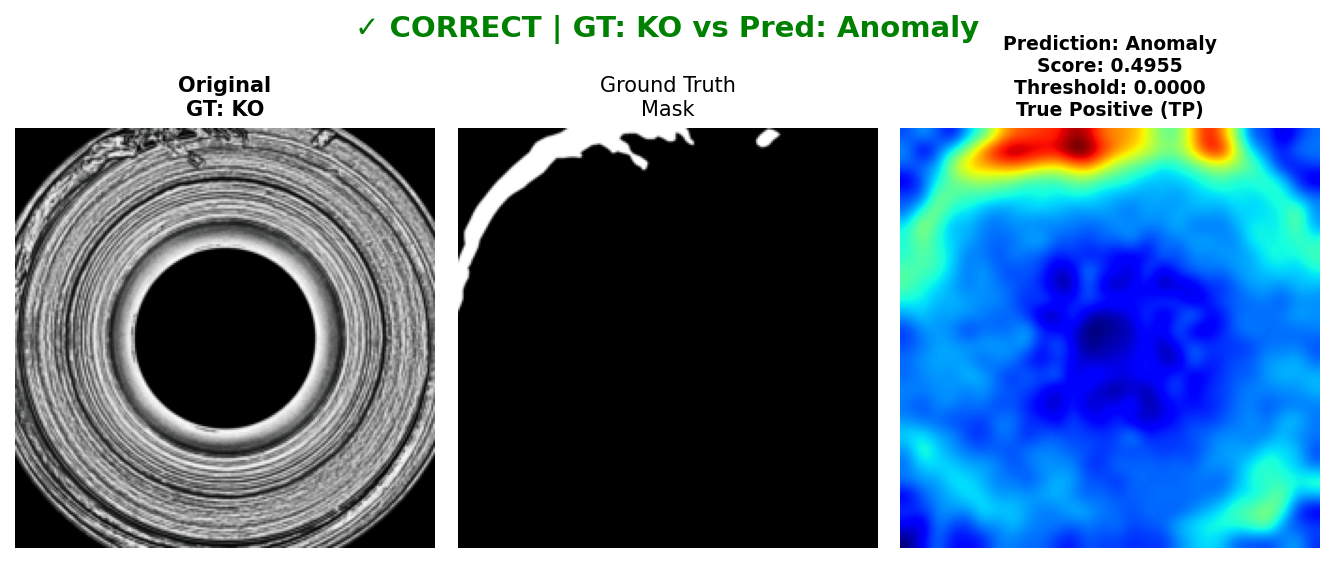 ✓ CORRECT | GT: KO vs Pred: Anomaly
Original
GT: KO
Ground Truth
Mask
Prediction: Anomaly
Score: 0.4955
Threshold: 0.0000
True Positive (TP)